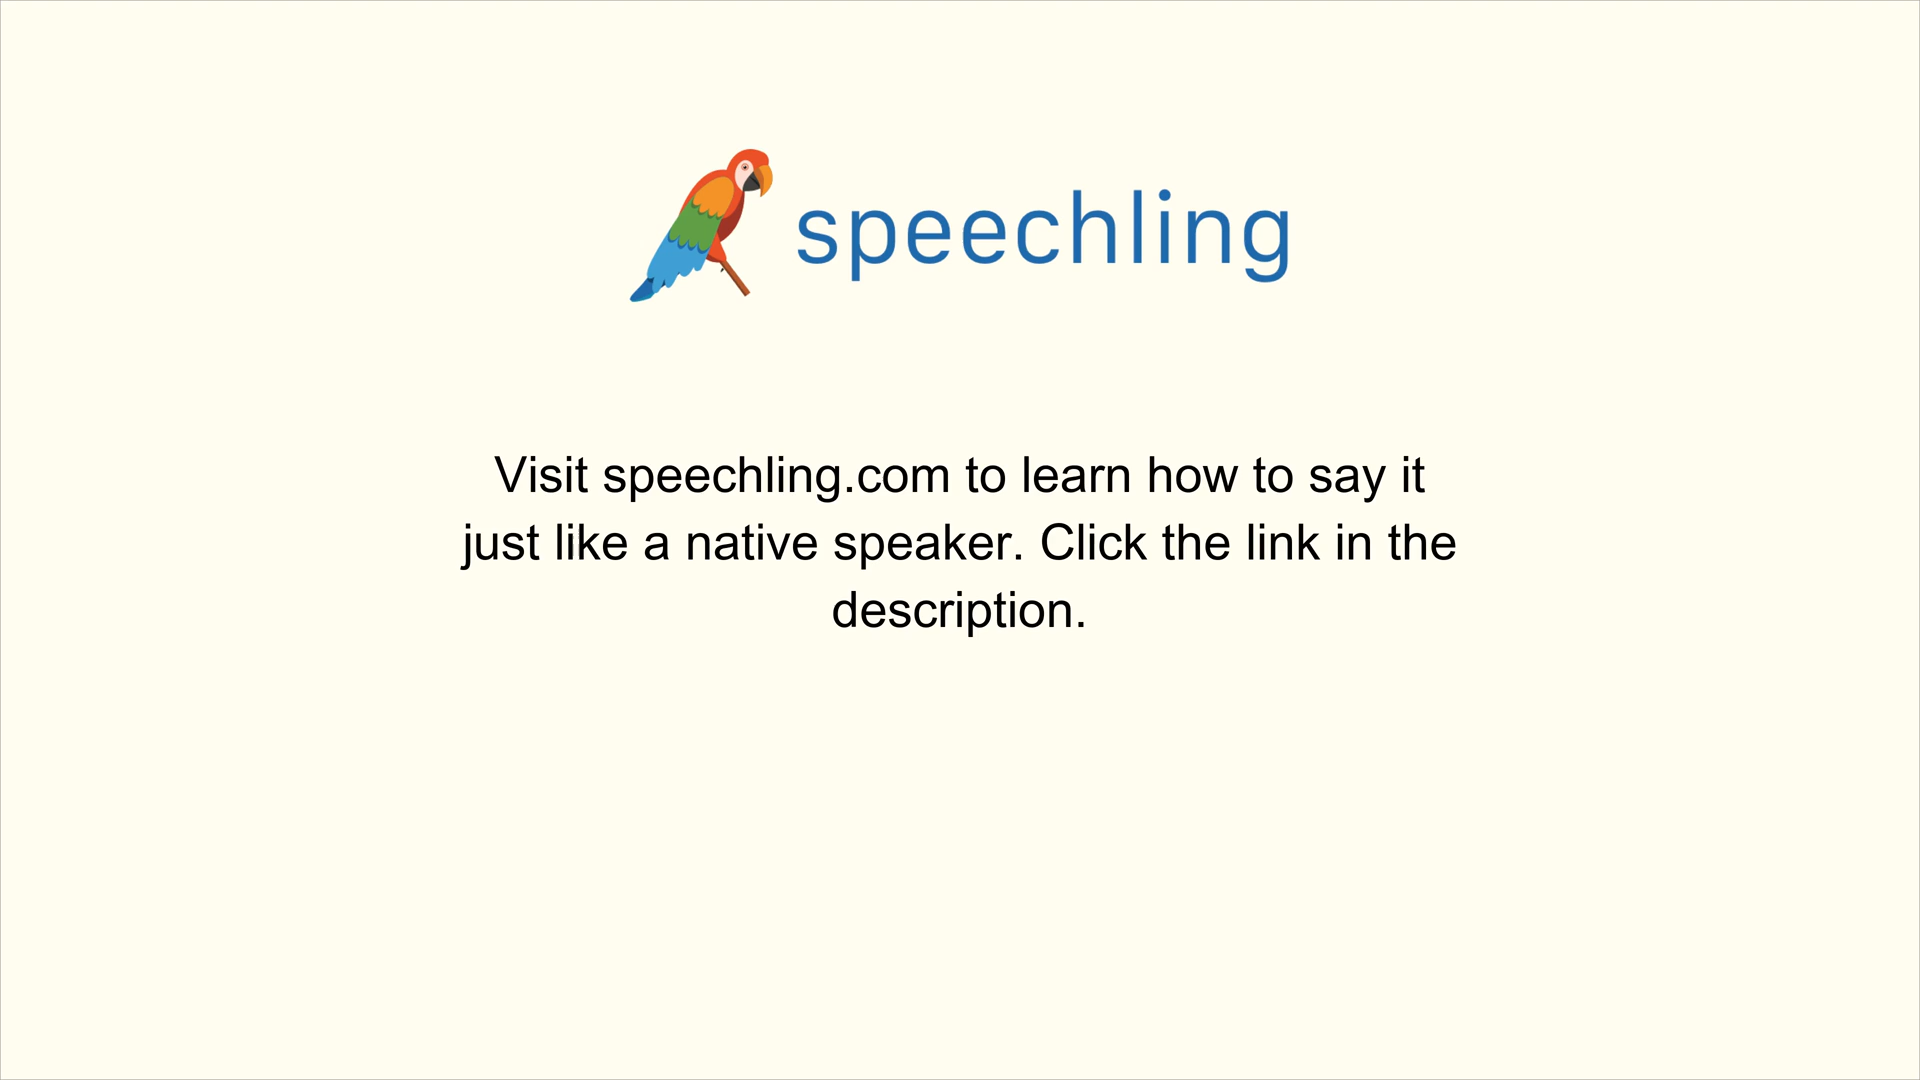 speechling
Visit speechling.com to learn how to say it
just like a native speaker. Click the link in the
description.